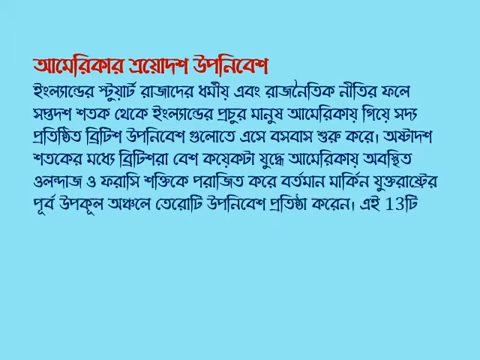 আমেরিকার ত্রয়োদশ উপনিবেশ
ইংল্যান্ডের স্টুয়ার্ট রাজাদের ধর্মীয় এবং রাজনৈতিক নীতির ফলে
সপ্তদশ শতক থেকে ইংল্যান্ডের প্রচুর মানুষ আমেরিকায় গিয়ে সদ্য
প্রতিষ্ঠিত ব্রিটিশ উপনিবেশ গুলোতে এসে বসবাস শুরু করে। অষ্টাদশ
শতকের মধ্যে ব্রিটিশরা বেশ কয়েকটা যুদ্ধে আমেরিকায় অবস্থিত
ওলন্দাজ ও ফরাসি শক্তিকে পরাজিত করে বর্তমান মার্কিন যুক্তরাষ্ট্রের
পূর্ব উপকূল অঞ্চলে তেরোটি উপনিবেশ প্রতিষ্ঠা করেন। এই 13টি